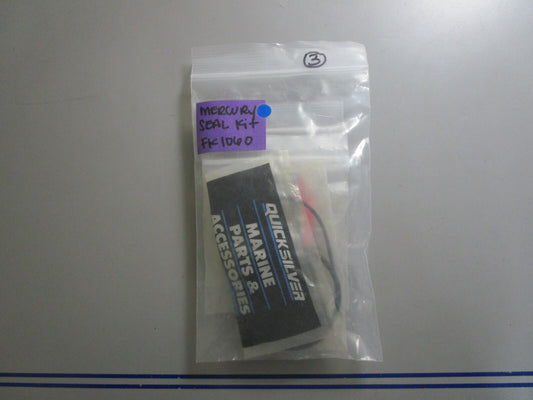 3
MERCURY
SEAL Kit
FK1060
QUICKSILVER
MARINE
PARTS &
ACCESSORIES